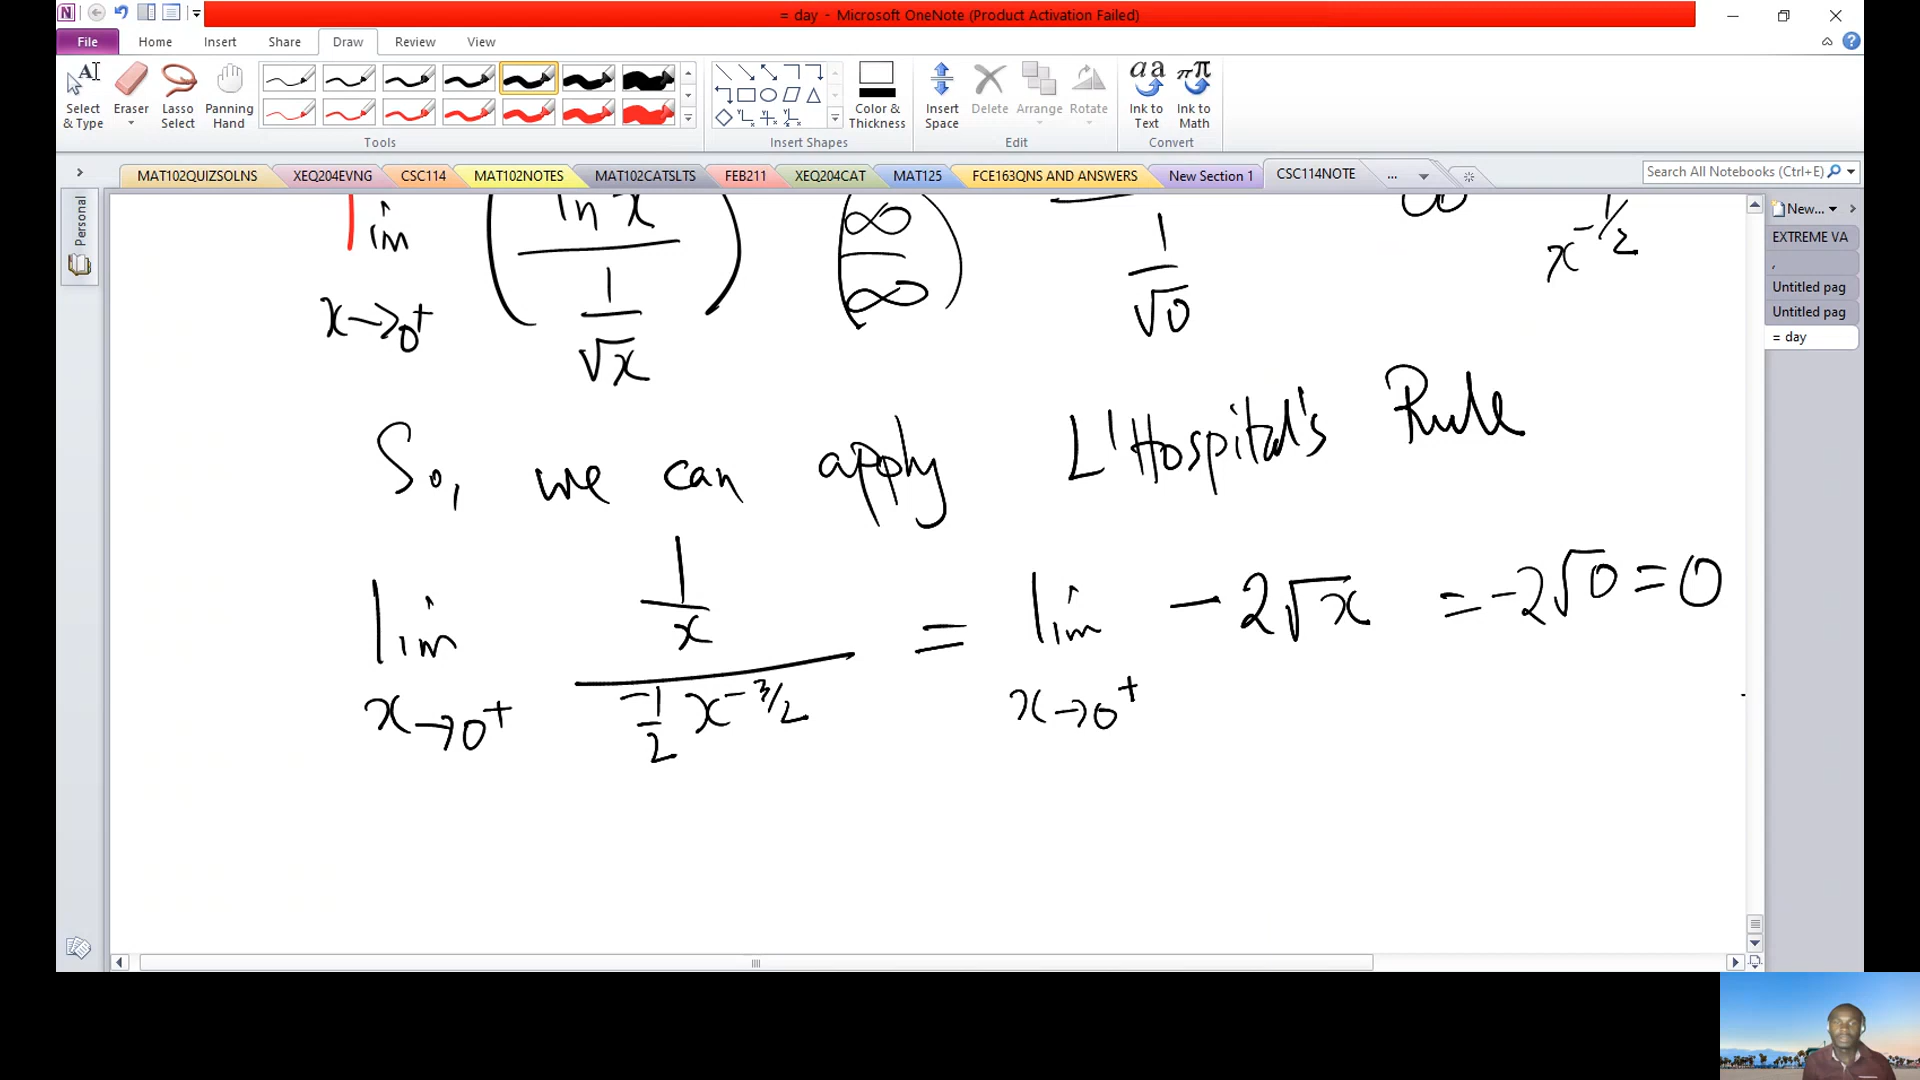 = day - Microsoft OneNote (Product Activation Failed)
File Home Insert Share Draw Review View
Select & Type Eraser Lasso Select Panning Hand Color & Thickness Insert Space Delete Arrange Rotate Ink to Text Ink to Math
Tools Insert Shapes Edit Convert
MAT102QUIZSOLNS XEQ204EVNG CSC114 MAT102NOTES MAT102CATSLTS FEB211 XEQ204CAT MAT125 FCE163QNS AND ANSWERS New Section 1 CSC114NOTE ... Search All Notebooks (Ctrl+E)
Personal
New...
EXTREME VA
,
Untitled pag
Untitled pag
= day
lim x→0+ (ln x / (1/√x)) (∞/∞) 1/√0 x^-1/2
So, we can apply L'Hospital's Rule
lim x→0+ (1/x) / (-1/2 x^-3/2) = lim x→0+ -2√x = -2√0 = 0